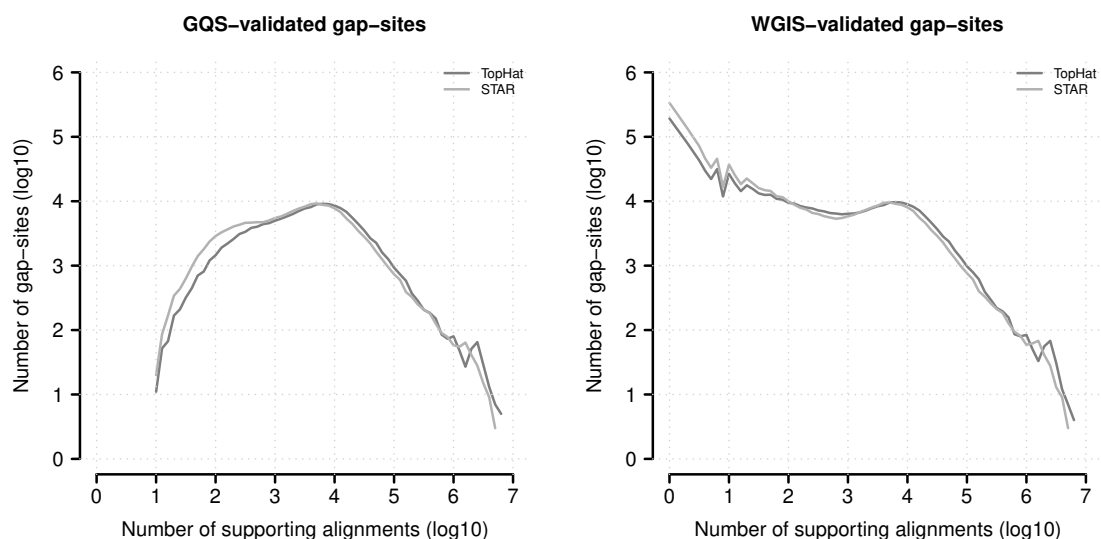 GQS−validated gap−sites
TopHat
STAR
Number of gap−sites (log10)
6
5
4
3
2
1
0
0 1 2 3 4 5 6 7
Number of supporting alignments (log10)
WGIS−validated gap−sites
TopHat
STAR
Number of gap−sites (log10)
6
5
4
3
2
1
0
0 1 2 3 4 5 6 7
Number of supporting alignments (log10)